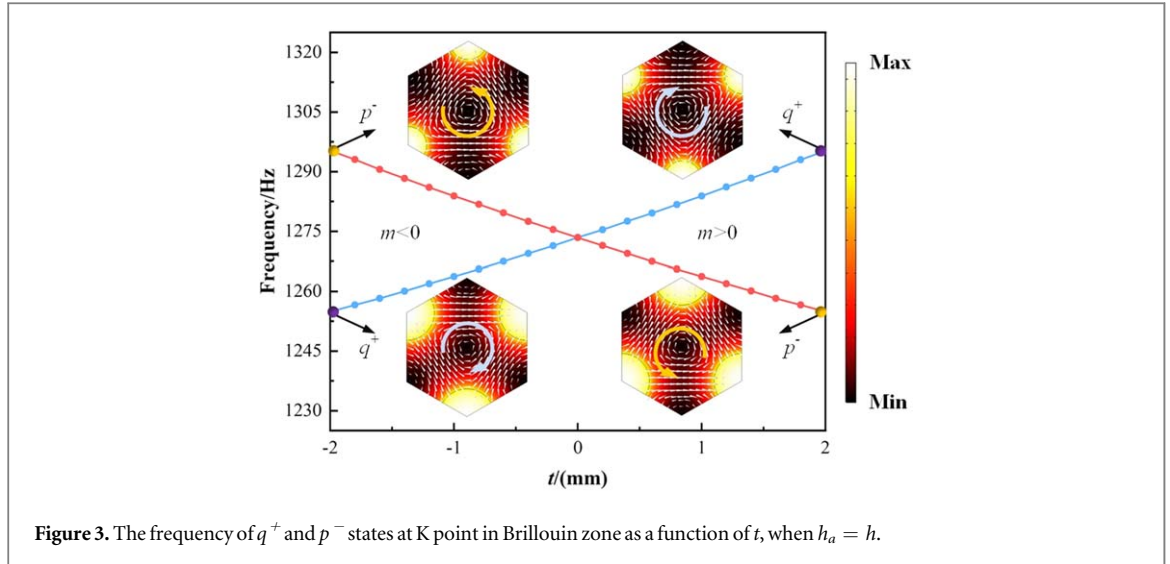 1320
1305
1290
1275
1260
1245
1230
Frequency/Hz
-2
-1
0
1
2
t/(mm)
p-
q+
m<0
m>0
q+
p-
Max
Min
Figure 3. The frequency of q + and p − states at K point in Brillouin zone as a function of t, when hₐ = h.